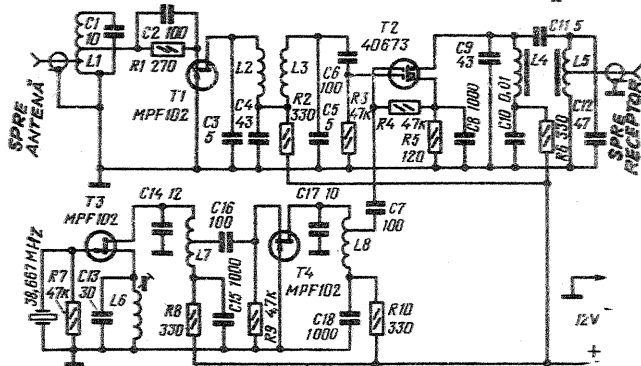 C1
10
C2 100
L1
R1 270
SPRE
ANTENĂ
T1
MPF102
C3
5
L2
C4
43
L3
R2
330
C5
5
C6
100
R3
47K
T2
40673
R4 47K
R5
120
C8 1000
C9
43
C10 0,01
C11 5
L4
L5
R6 330
C12
47
SPRE
RECEPTOR
C7
100
T3
MPF102
38,667 MHz
R7
47K
C13
30
L6
C14 12
L7
R8
330
C16
100
C15 1000
R9 4,7K
C17 10
T4
MPF102
L8
C18
1000
R10
330
12V
-
+